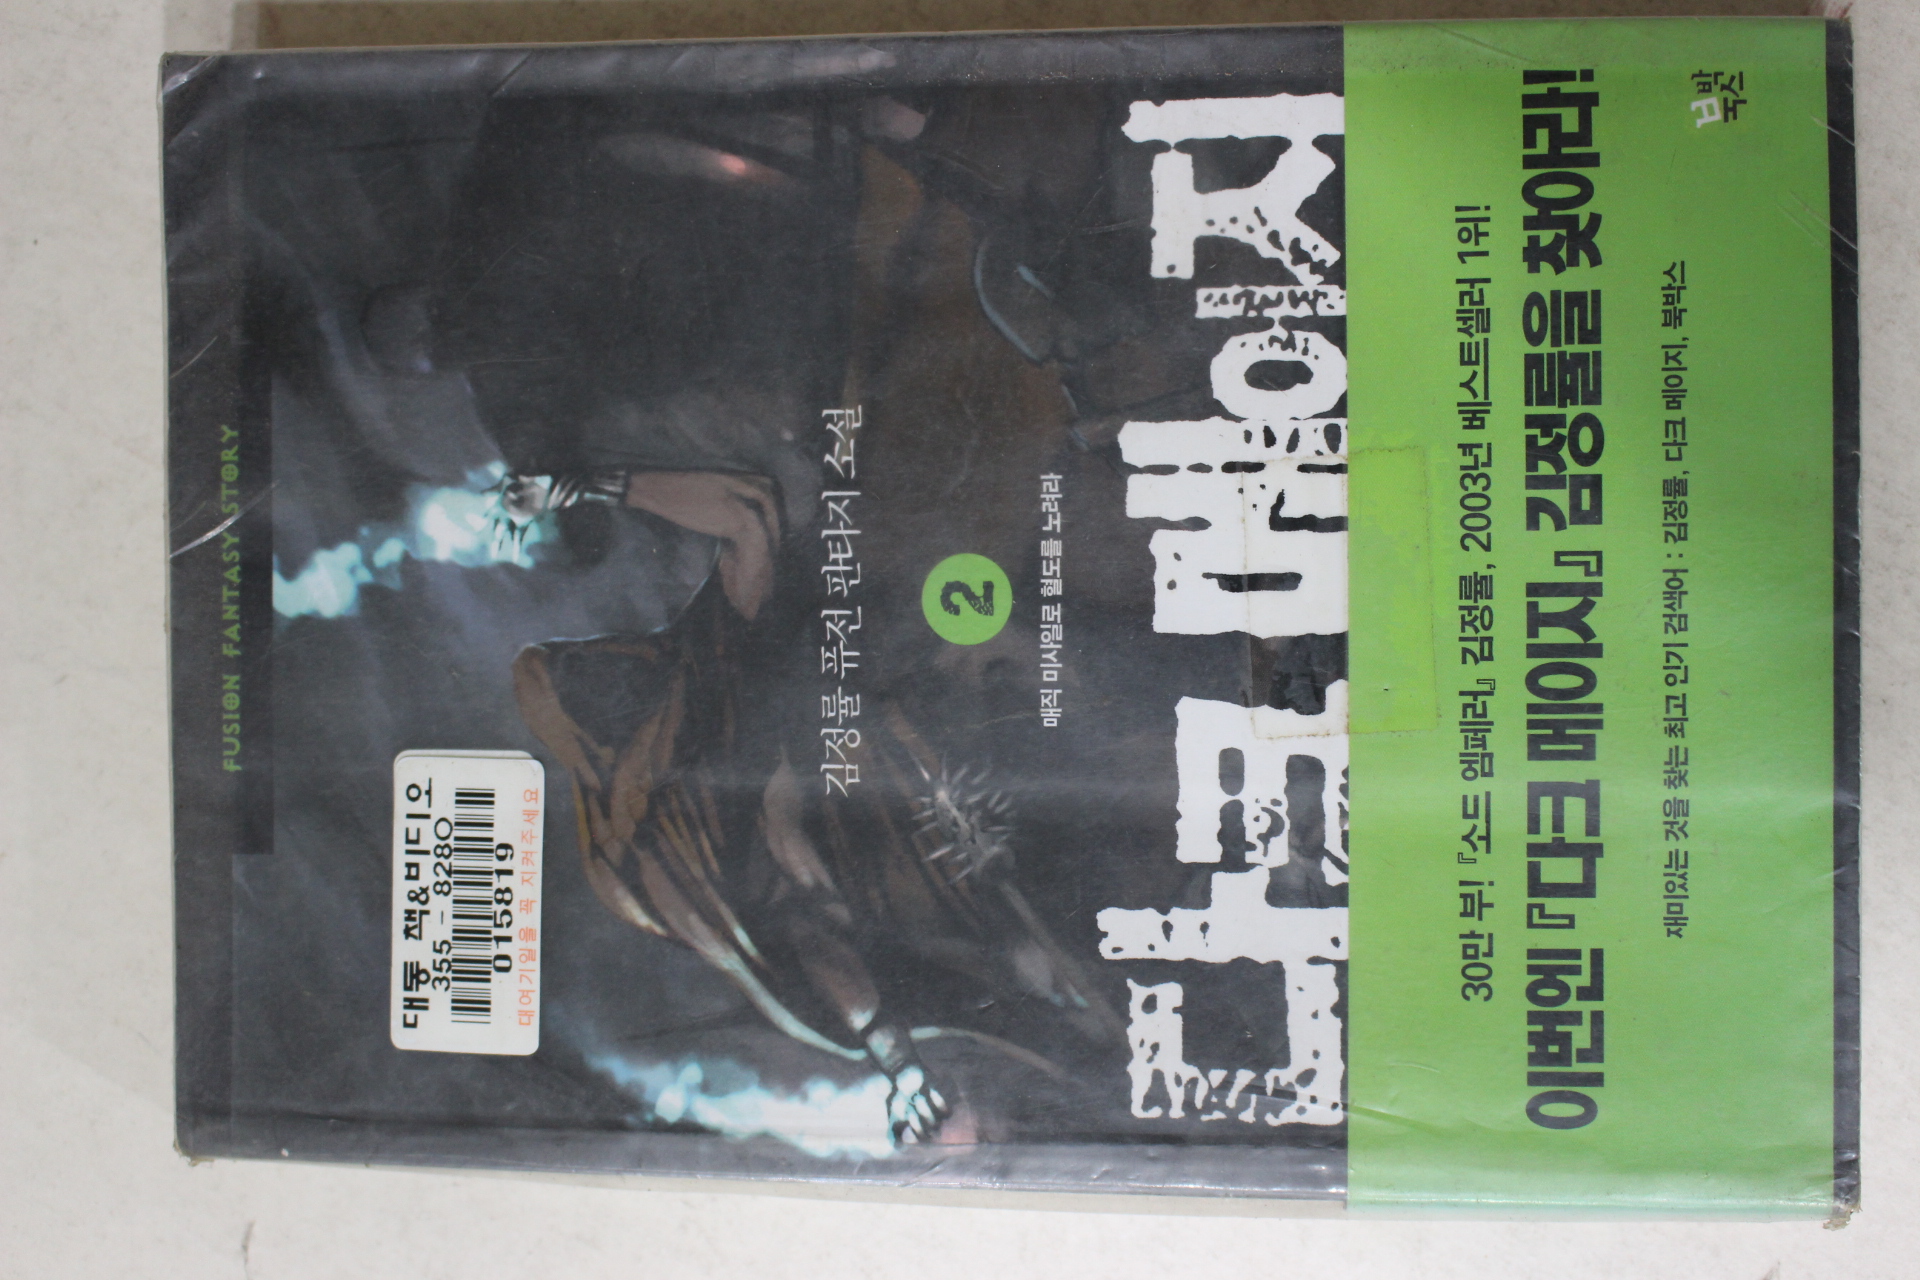 FUSION FANTASY STORY
대동 책&비디오
355-8280
015819
대여기일을 꼭 지켜주세요
김정률 퓨전 판타지 소설
2
매직 미사일로 혈도를 노려라
다크 메이지
30만 부! 『소드 엠페러』 김정률, 2003년 베스트셀러 1위!
이번엔 『다크 메이지』 김정률을 찾아라!
재미있는 것을 찾는 최고 인기 검색어 : 김정률, 다크 메이지, 북박스
북박스